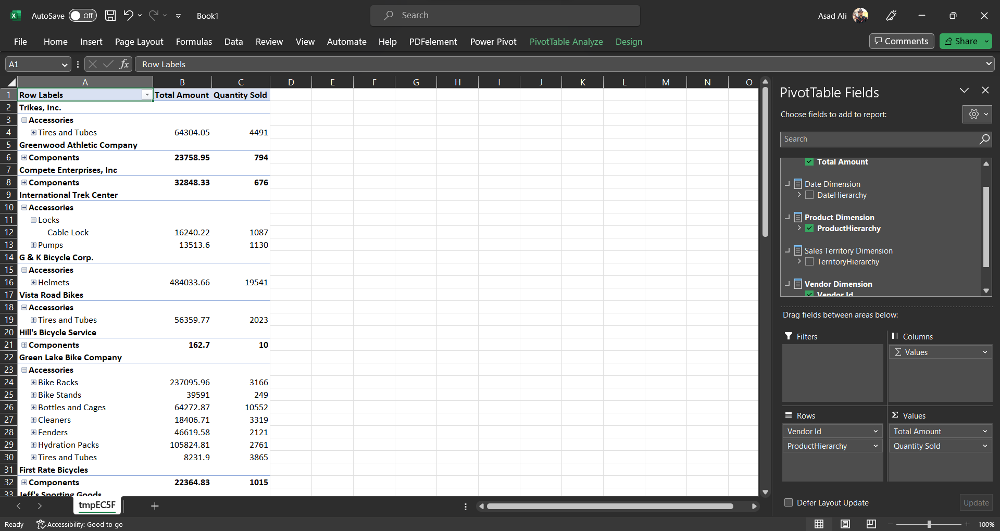 AutoSave Off Book1 Search Asad Ali
File Home Insert Page Layout Formulas Data Review View Automate Help PDFelement Power Pivot PivotTable Analyze Design Comments Share
A1 fx Row Labels
A B C D E F G H I J K L M N O
1 Row Labels Total Amount Quantity Sold
2 Trikes, Inc.
3 Accessories
4 Tires and Tubes 64304.05 4491
5 Greenwood Athletic Company
6 Components 23758.95 794
7 Compete Enterprises, Inc
8 Components 32848.33 676
9 International Trek Center
10 Accessories
11 Locks
12 Cable Lock 16240.22 1087
13 Pumps 13513.6 1130
14 G & K Bicycle Corp.
15 Accessories
16 Helmets 484033.66 19541
17 Vista Road Bikes
18 Accessories
19 Tires and Tubes 56359.77 2023
20 Hill's Bicycle Service
21 Components 162.7 10
22 Green Lake Bike Company
23 Accessories
24 Bike Racks 237095.96 3166
25 Bike Stands 39591 249
26 Bottles and Cages 64272.87 10552
27 Cleaners 18406.71 3319
28 Fenders 46619.58 2121
29 Hydration Packs 105824.81 2761
30 Tires and Tubes 8231.9 3865
31 First Rate Bicycles
32 Components 22364.83 1015
33 Jeff's Sporting Goods
PivotTable Fields
Choose fields to add to report:
Search
Total Amount
Date Dimension
DateHierarchy
Product Dimension
ProductHierarchy
Sales Territory Dimension
TerritoryHierarchy
Vendor Dimension
Vendor Id
Drag fields between areas below:
Filters
Columns
Σ Values
Rows
Vendor Id
ProductHierarchy
Σ Values
Total Amount
Quantity Sold
Defer Layout Update Update
tmpEC5F
Ready Accessibility: Good to go 100%